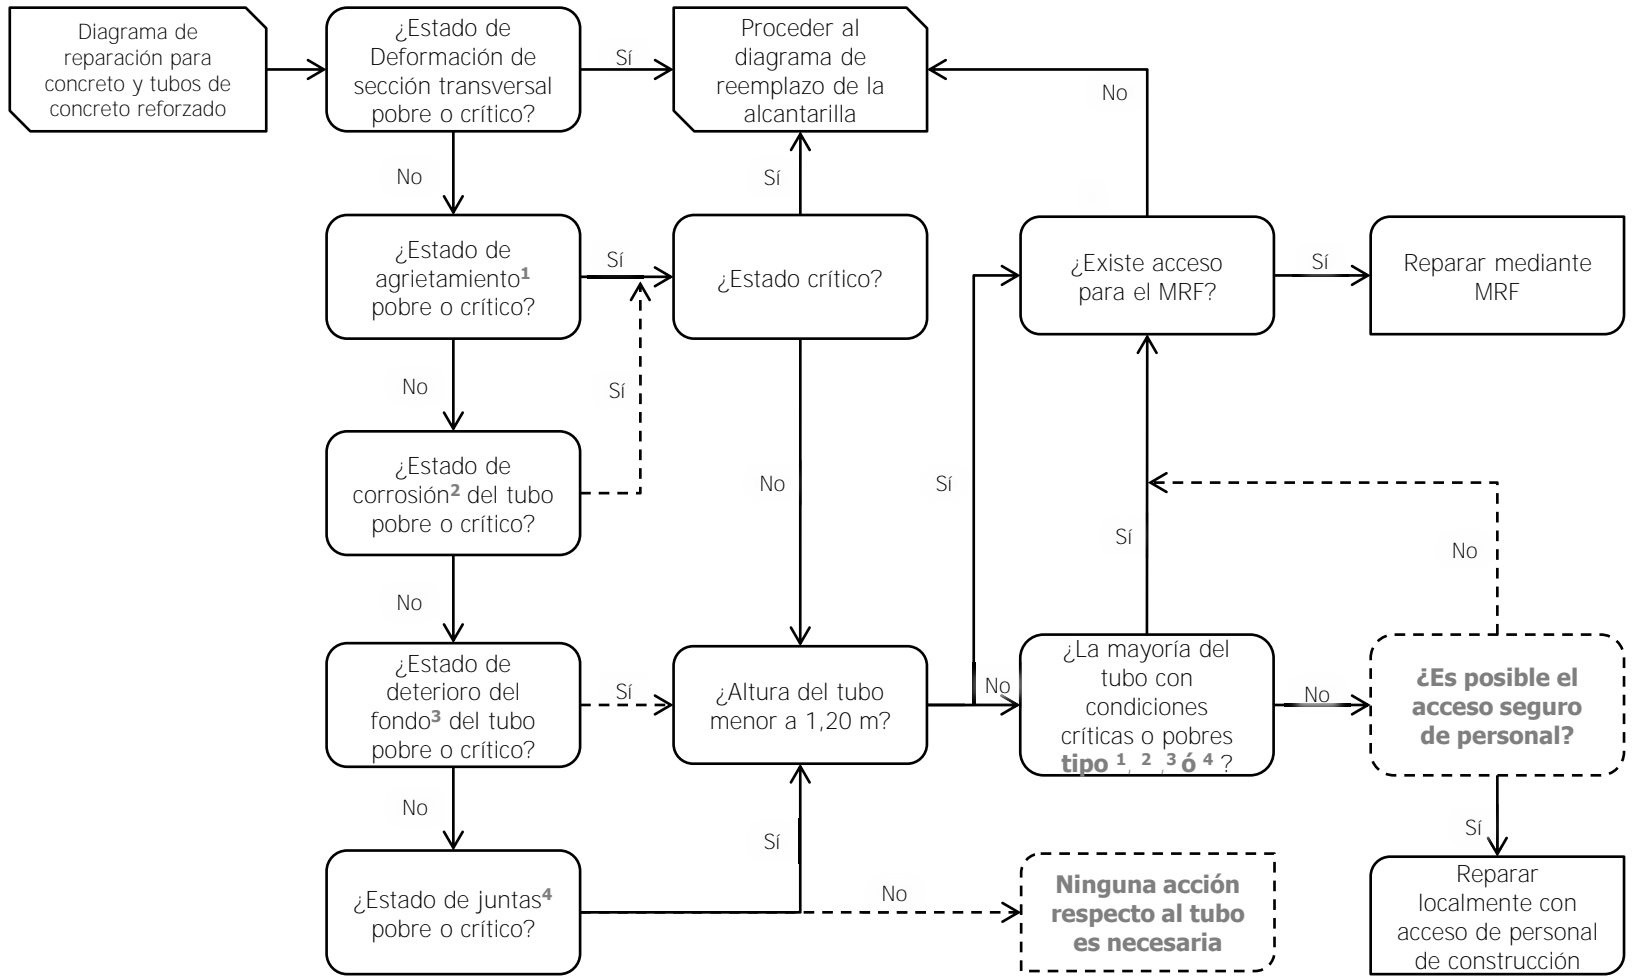 Diagrama de
reparación para
concreto y tubos de
concreto reforzado
¿Estado de
Deformación de
sección transversal
pobre o crítico?
Sí
Proceder al
diagrama de
reemplazo de la
alcantarilla
No
No
Sí
¿Estado de
agrietamiento¹
pobre o crítico?
Sí
¿Estado crítico?
¿Existe acceso
para el MRF?
Sí
Reparar mediante
MRF
No
Sí
¿Estado de
corrosión² del tubo
pobre o crítico?
No
Sí
Sí
No
No
¿Estado de
deterioro del
fondo³ del tubo
pobre o crítico?
Sí
¿Altura del tubo
menor a 1,20 m?
No
¿La mayoría del
tubo con
condiciones
críticas o pobres
tipo ¹, ² ,³ ó ⁴ ?
No
¿Es posible el
acceso seguro
de personal?
No
Sí
Sí
¿Estado de juntas⁴
pobre o crítico?
No
Ninguna acción
respecto al tubo
es necesaria
Reparar
localmente con
acceso de personal
de construcción